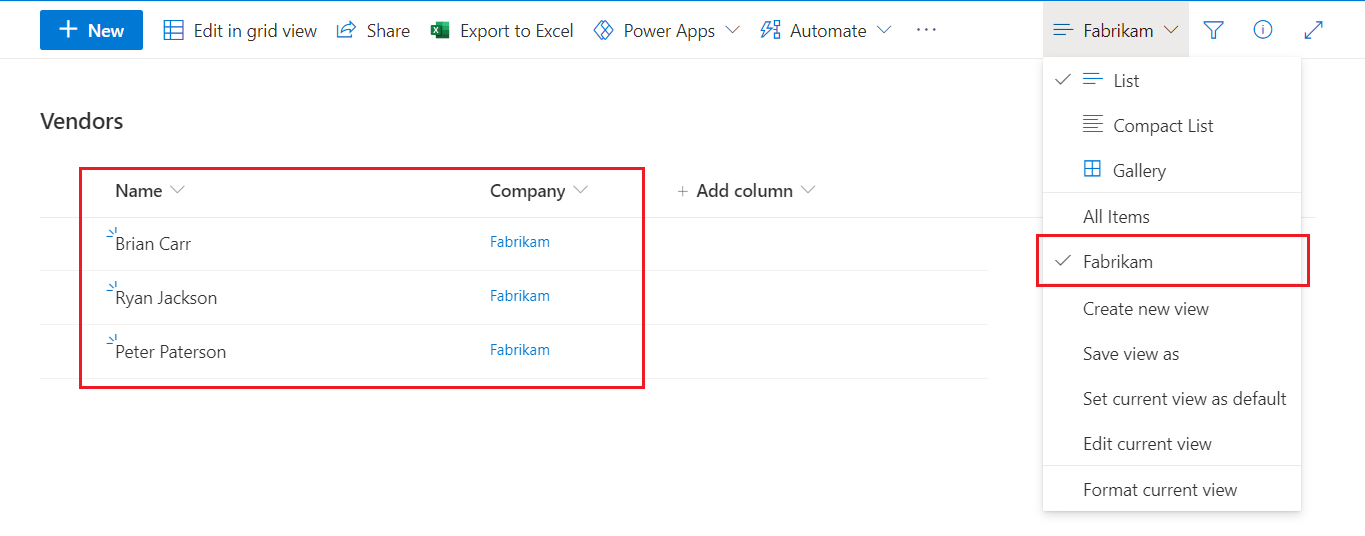 New Edit in grid view Share Export to Excel Power Apps Automate ... Fabrikam
Vendors
Name Company + Add column
Brian Carr Fabrikam
Ryan Jackson Fabrikam
Peter Paterson Fabrikam
List
Compact List
Gallery
All Items
Fabrikam
Create new view
Save view as
Set current view as default
Edit current view
Format current view